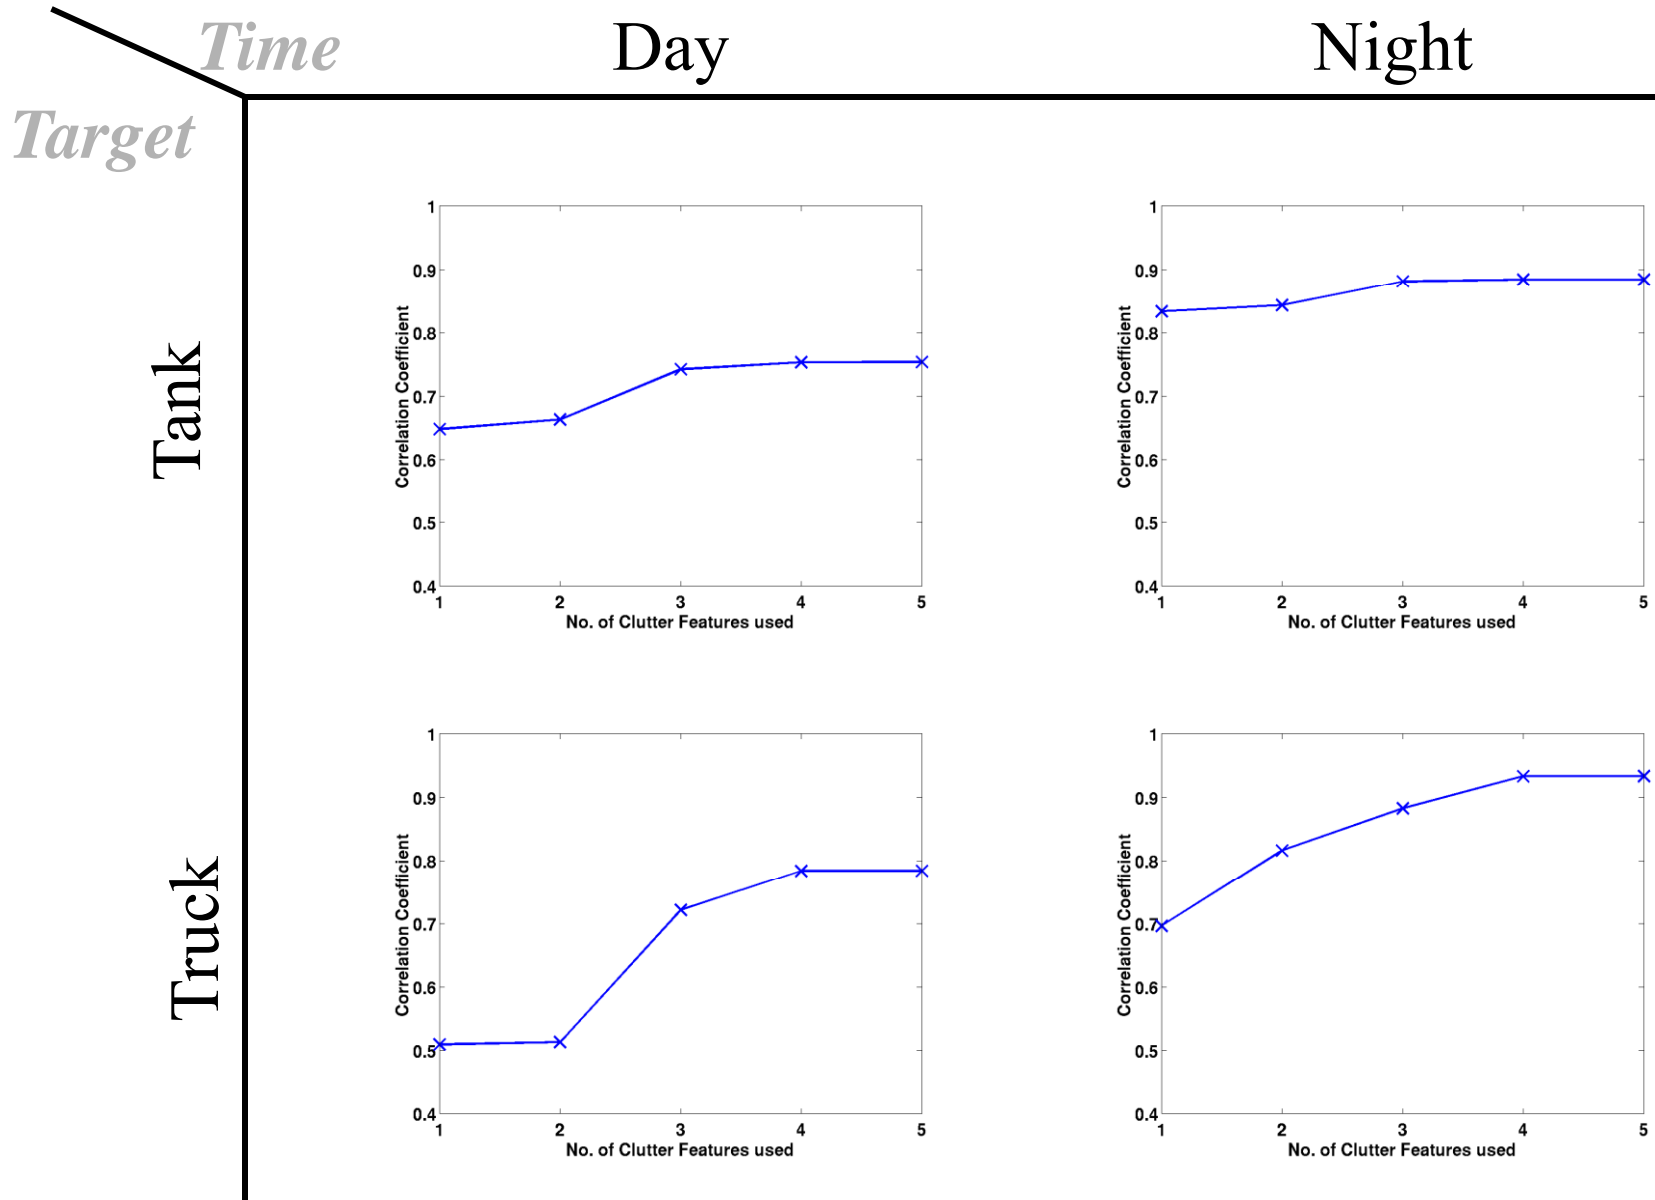 Time
Day
Night
Target
Tank
1
0.9
0.8
0.7
0.6
0.5
0.4
Correlation Coefficient
1 2 3 4 5
No. of Clutter Features used
1
0.9
0.8
0.7
0.6
0.5
0.4
Correlation Coefficient
1 2 3 4 5
No. of Clutter Features used
Truck
1
0.9
0.8
0.7
0.6
0.5
0.4
Correlation Coefficient
1 2 3 4 5
No. of Clutter Features used
1
0.9
0.8
0.7
0.6
0.5
0.4
Correlation Coefficient
1 2 3 4 5
No. of Clutter Features used